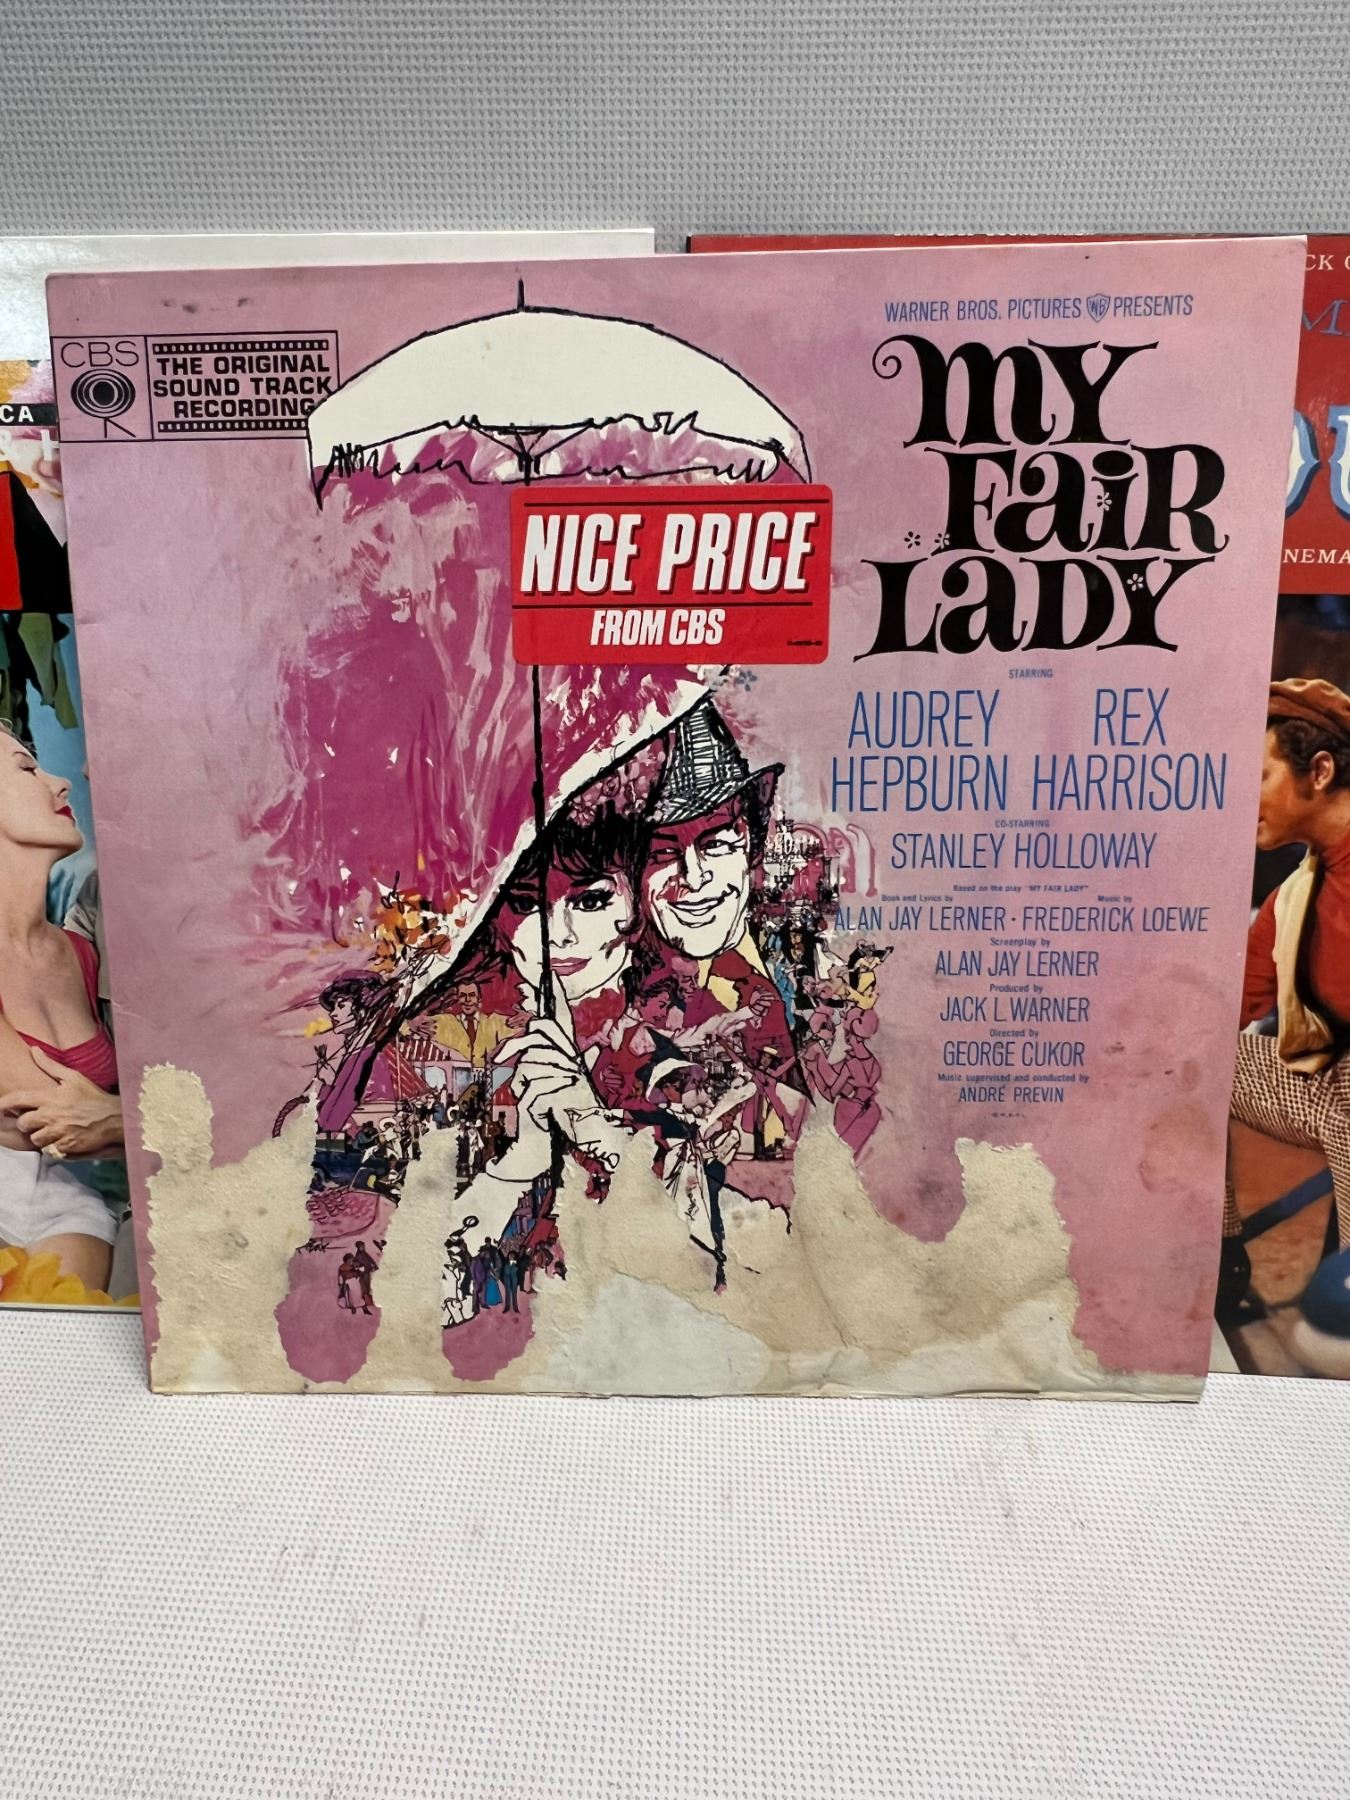 CBS
THE ORIGINAL
SOUND TRACK
RECORDING
WARNER BROS. PICTURES WB PRESENTS
MY
FAIR
LADY
NICE PRICE
FROM CBS
STARRING
AUDREY HEPBURN
REX HARRISON
CO-STARRING
STANLEY HOLLOWAY
Based on the play "MY FAIR LADY"
Book and Lyrics by Music by
ALAN JAY LERNER · FREDERICK LOEWE
Screenplay by
ALAN JAY LERNER
Produced by
JACK L. WARNER
Directed by
GEORGE CUKOR
Music supervised and conducted by
ANDRÉ PREVIN
CA
CK
NEMA